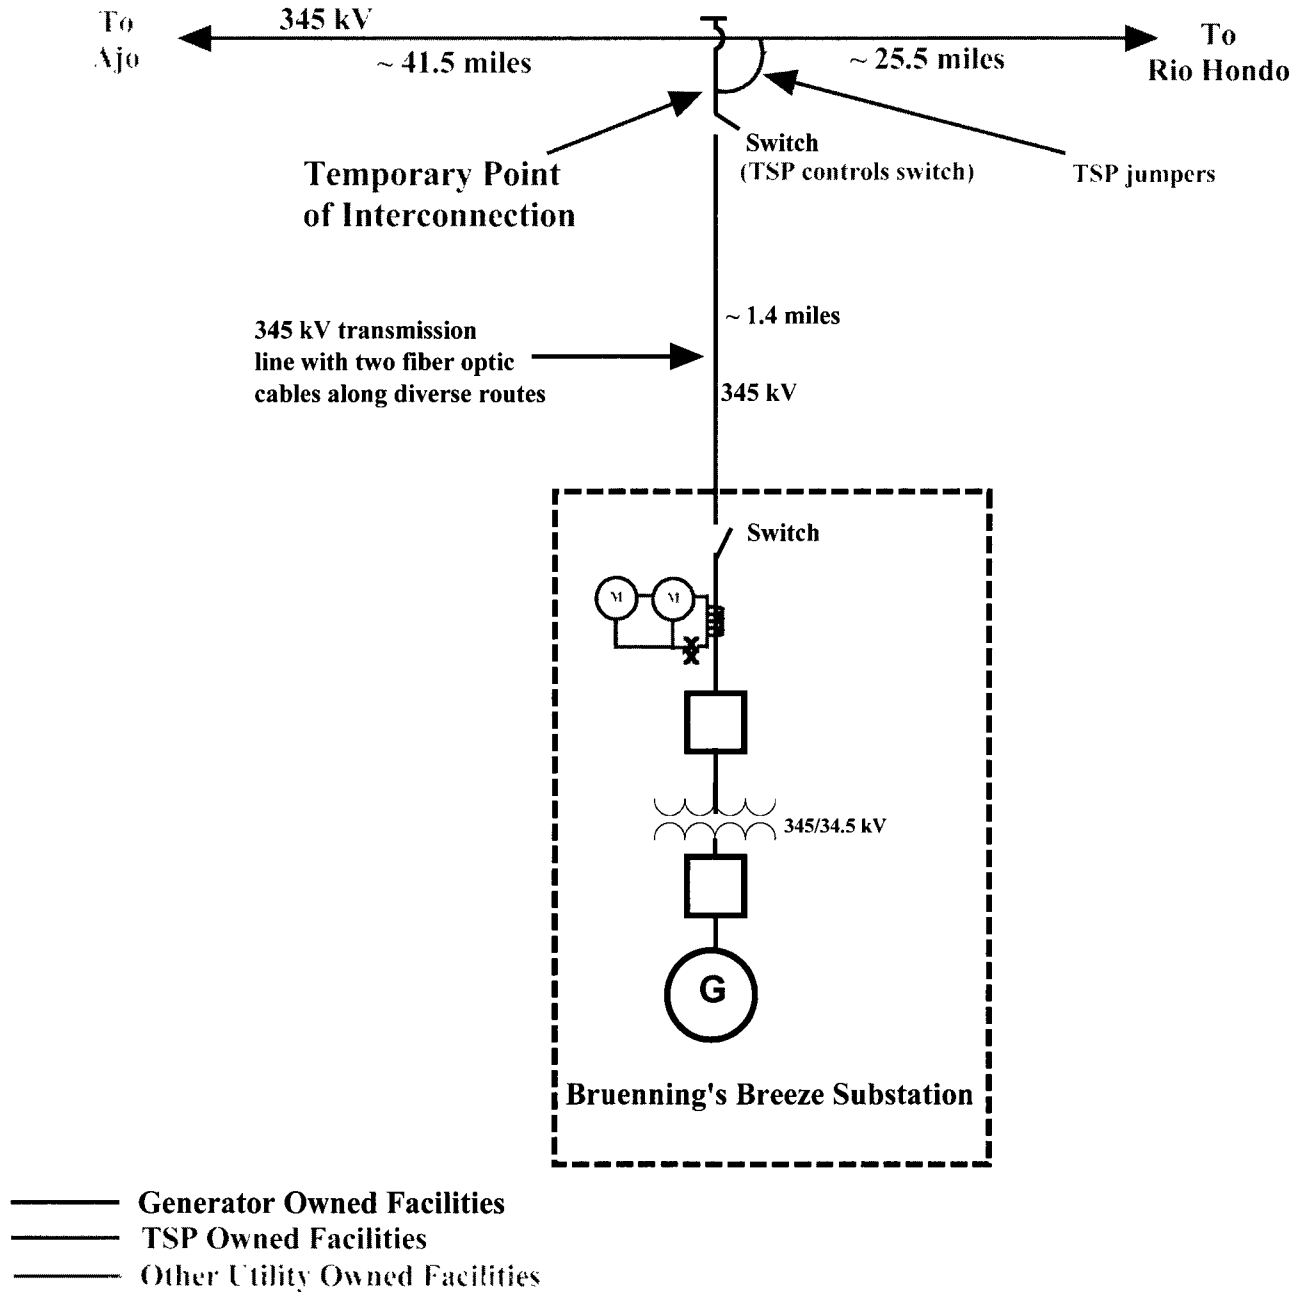 To
Ajo
345 kV
~ 41.5 miles
~ 25.5 miles
To
Rio Hondo
Switch
(TSP controls switch)
TSP jumpers
Temporary Point
of Interconnection
~ 1.4 miles
345 kV transmission
line with two fiber optic
cables along diverse routes
345 kV
Switch
M
M
345/34.5 kV
G
Bruenning's Breeze Substation
Generator Owned Facilities
TSP Owned Facilities
Other Utility Owned Facilities